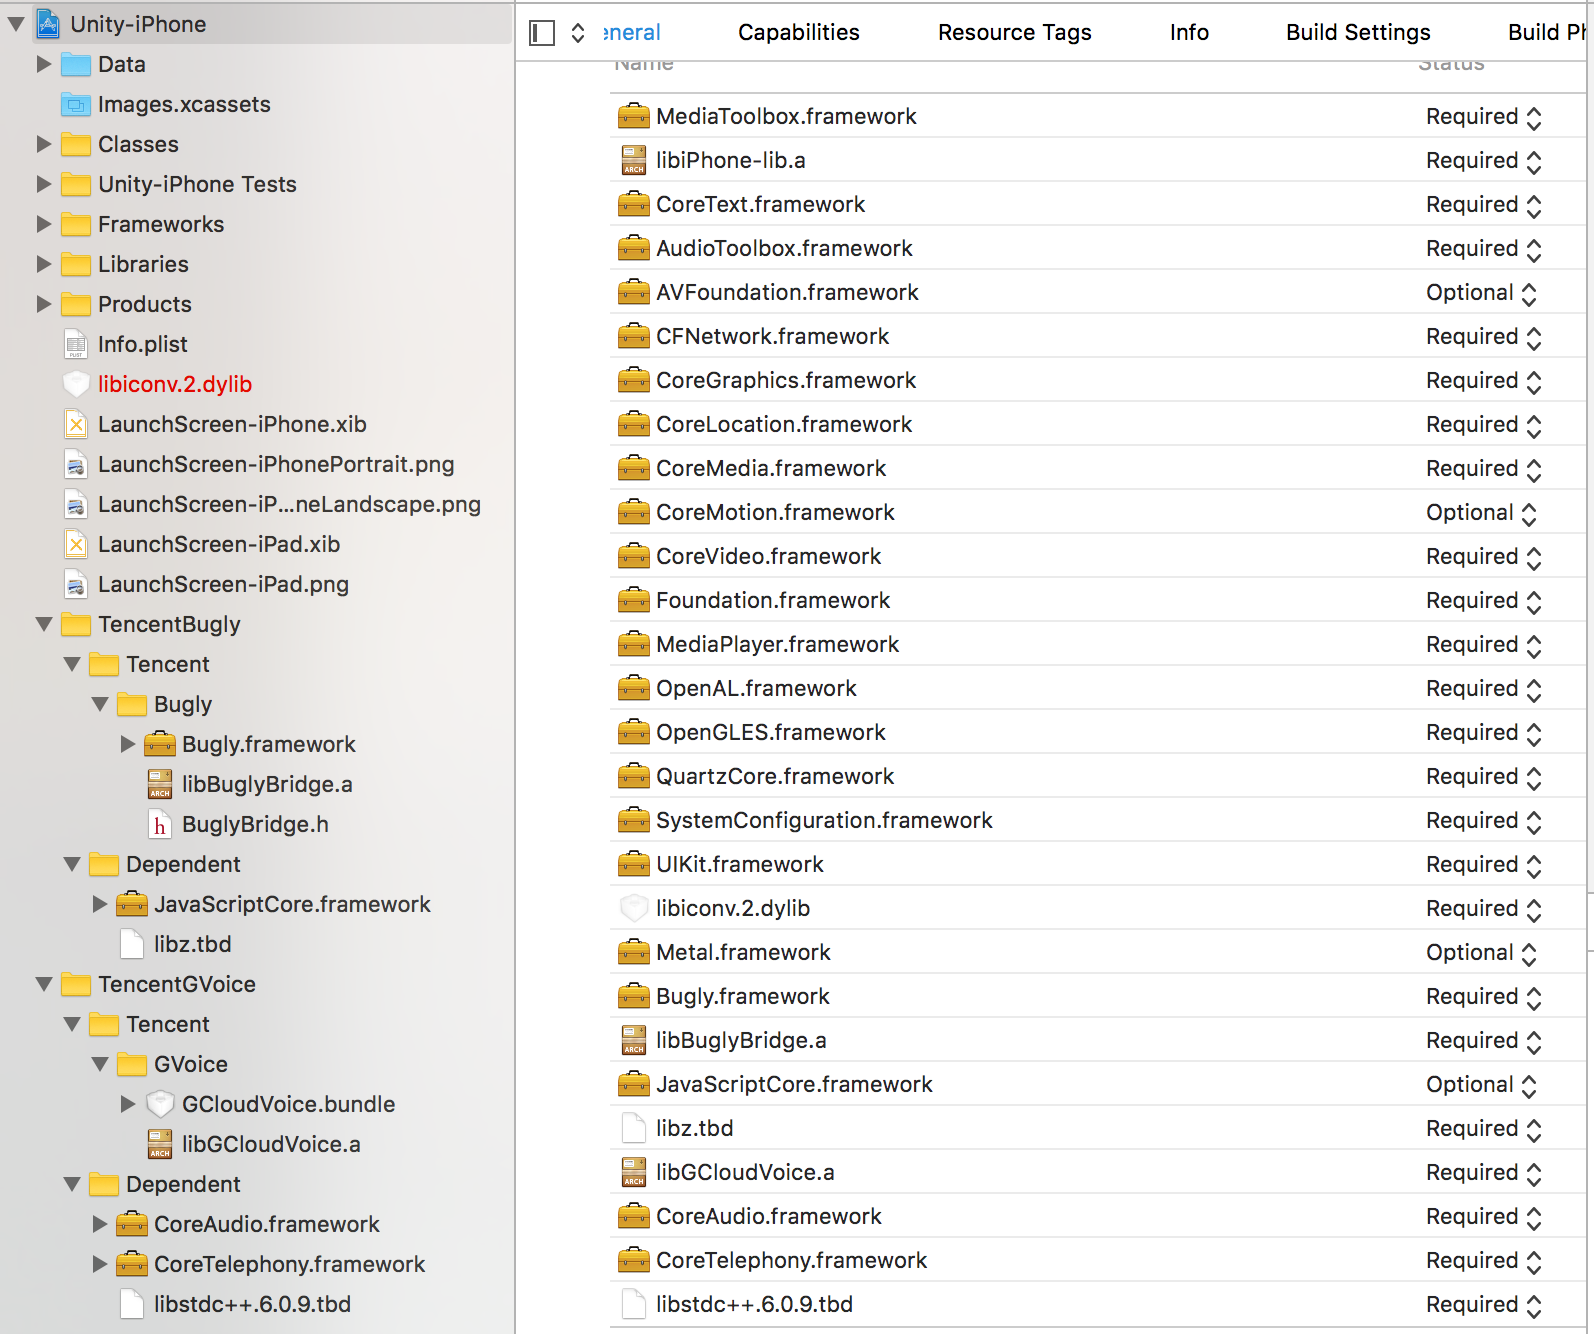 Unity-iPhone
Data
Images.xcassets
Classes
Unity-iPhone Tests
Frameworks
Libraries
Products
Info.plist
libiconv.2.dylib
LaunchScreen-iPhone.xib
LaunchScreen-iPhonePortrait.png
LaunchScreen-iP...neLandscape.png
LaunchScreen-iPad.xib
LaunchScreen-iPad.png
TencentBugly
Tencent
Bugly
Bugly.framework
libBuglyBridge.a
BuglyBridge.h
Dependent
JavaScriptCore.framework
libz.tbd
TencentGVoice
Tencent
GVoice
GCloudVoice.bundle
libGCloudVoice.a
Dependent
CoreAudio.framework
CoreTelephony.framework
libstdc++.6.0.9.tbd
eneral Capabilities Resource Tags Info Build Settings Build Ph
Name Status
MediaToolbox.framework Required
libiPhone-lib.a Required
CoreText.framework Required
AudioToolbox.framework Required
AVFoundation.framework Optional
CFNetwork.framework Required
CoreGraphics.framework Required
CoreLocation.framework Required
CoreMedia.framework Required
CoreMotion.framework Optional
CoreVideo.framework Required
Foundation.framework Required
MediaPlayer.framework Required
OpenAL.framework Required
OpenGLES.framework Required
QuartzCore.framework Required
SystemConfiguration.framework Required
UIKit.framework Required
libiconv.2.dylib Required
Metal.framework Optional
Bugly.framework Required
libBuglyBridge.a Required
JavaScriptCore.framework Optional
libz.tbd Required
libGCloudVoice.a Required
CoreAudio.framework Required
CoreTelephony.framework Required
libstdc++.6.0.9.tbd Required